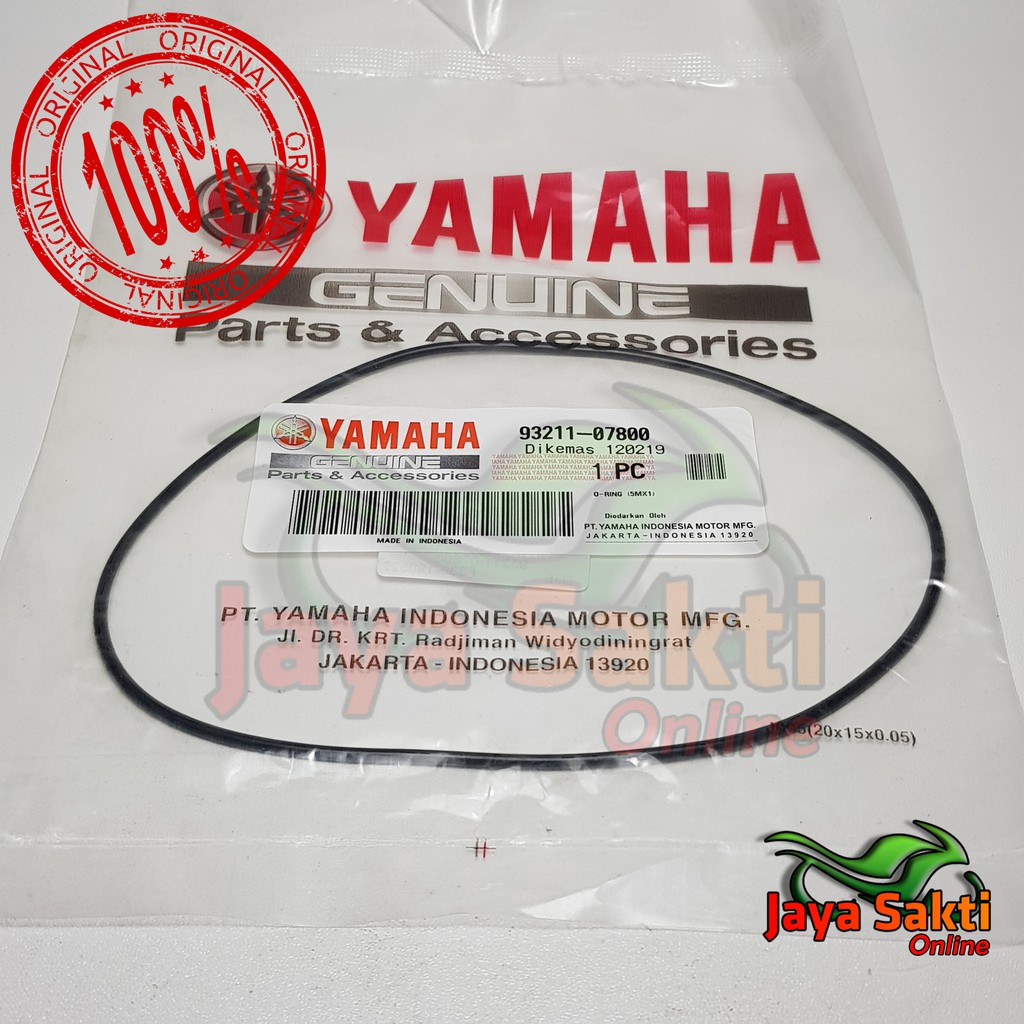 ORIGINAL ORIGINAL ORIGINAL ORIGINAL ORIGINAL ORIGINAL
100%
YAMAHA
GENUINE
Parts & Accessories
YAMAHA
GENUINE
Parts & Accessories
MADE IN INDONESIA
93211-07800
Dikemas 120219
1 PC
O-RING (5MX1)
Diedarkan Oleh
PT. YAMAHA INDONESIA MOTOR MFG.
JAKARTA - INDONESIA 13920
PT. YAMAHA INDONESIA MOTOR MFG.
Jl. DR. KRT. Radjiman Widyodiningrat
JAKARTA - INDONESIA 13920
Jaya Sakti
Online
(20x15x0.05)
Jaya Sakti
Online